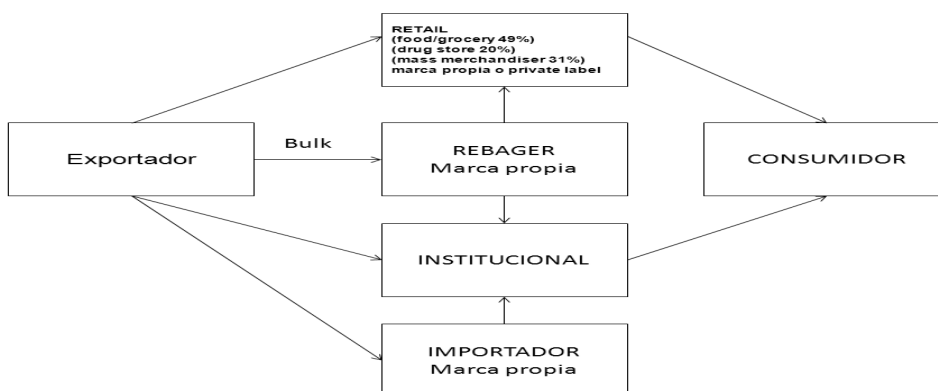 RETAIL
(food/grocery 49%)
(drug store 20%)
(mass merchandiser 31%)
marca propia o private label
Exportador
Bulk
REBAGER
Marca propia
CONSUMIDOR
INSTITUCIONAL
IMPORTADOR
Marca propia